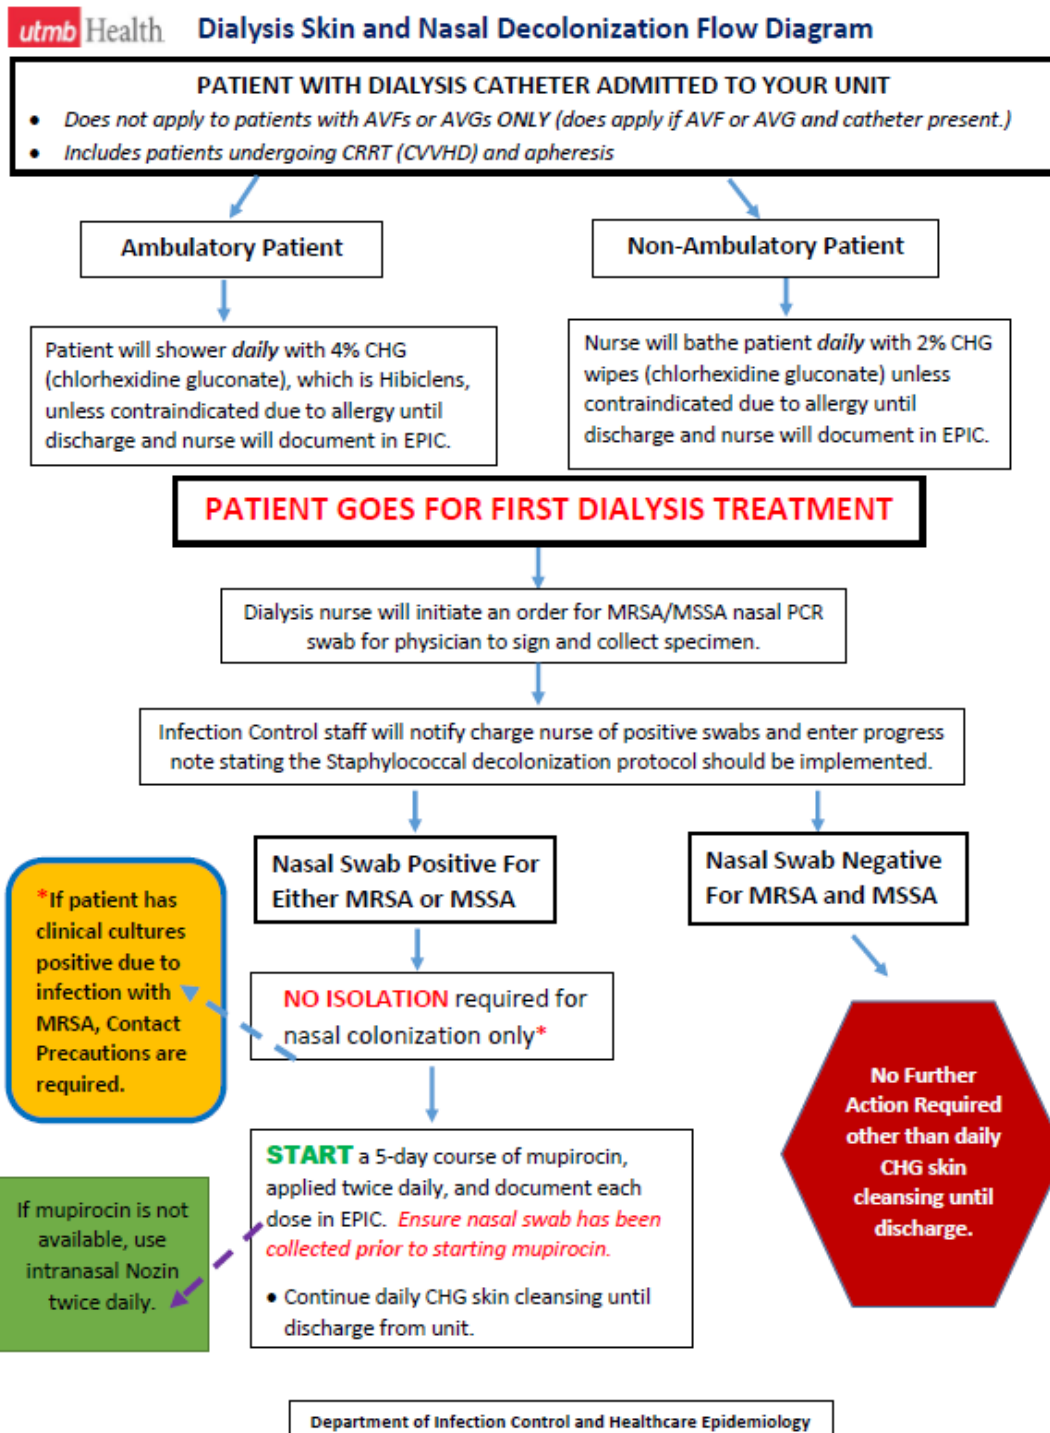 utmb Health
Dialysis Skin and Nasal Decolonization Flow Diagram
PATIENT WITH DIALYSIS CATHETER ADMITTED TO YOUR UNIT
• Does not apply to patients with AVFs or AVGs ONLY (does apply if AVF or AVG and catheter present.)
• Includes patients undergoing CRRT (CVVHD) and apheresis
Ambulatory Patient
Non-Ambulatory Patient
Patient will shower daily with 4% CHG
(chlorhexidine gluconate), which is Hibiclens,
unless contraindicated due to allergy until
discharge and nurse will document in EPIC.
Nurse will bathe patient daily with 2% CHG
wipes (chlorhexidine gluconate) unless
contraindicated due to allergy until
discharge and nurse will document in EPIC.
PATIENT GOES FOR FIRST DIALYSIS TREATMENT
Dialysis nurse will initiate an order for MRSA/MSSA nasal PCR
swab for physician to sign and collect specimen.
Infection Control staff will notify charge nurse of positive swabs and enter progress
note stating the Staphylococcal decolonization protocol should be implemented.
Nasal Swab Positive For
Either MRSA or MSSA
Nasal Swab Negative
For MRSA and MSSA
*If patient has
clinical cultures
positive due to
infection with
MRSA, Contact
Precautions are
required.
NO ISOLATION required for
nasal colonization only*
No Further
Action Required
other than daily
CHG skin
cleansing until
discharge.
START a 5-day course of mupirocin,
applied twice daily, and document each
dose in EPIC. Ensure nasal swab has been
collected prior to starting mupirocin.
• Continue daily CHG skin cleansing until
discharge from unit.
If mupirocin is not
available, use
intranasal Nozin
twice daily.
Department of Infection Control and Healthcare Epidemiology